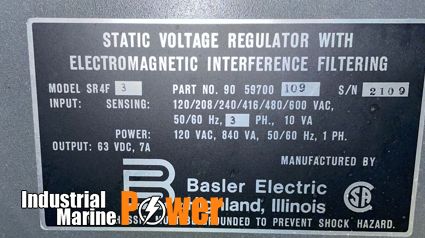 STATIC VOLTAGE REGULATOR WITH
ELECTROMAGNETIC INTERFERENCE FILTERING
MODEL SR4F 3 PART NO. 90 59700 109 S/N 2109
INPUT: SENSING: 120/208/240/416/480/600 VAC,
50/60 Hz, 3 PH., 10 VA
POWER: 120 VAC, 840 VA, 50/60 Hz, 1 PH.
OUTPUT: 63 VDC, 7A
MANUFACTURED BY
Basler Electric
Illinois
Industrial
Marine Power
TO PREVENT SHOCK HAZARD.